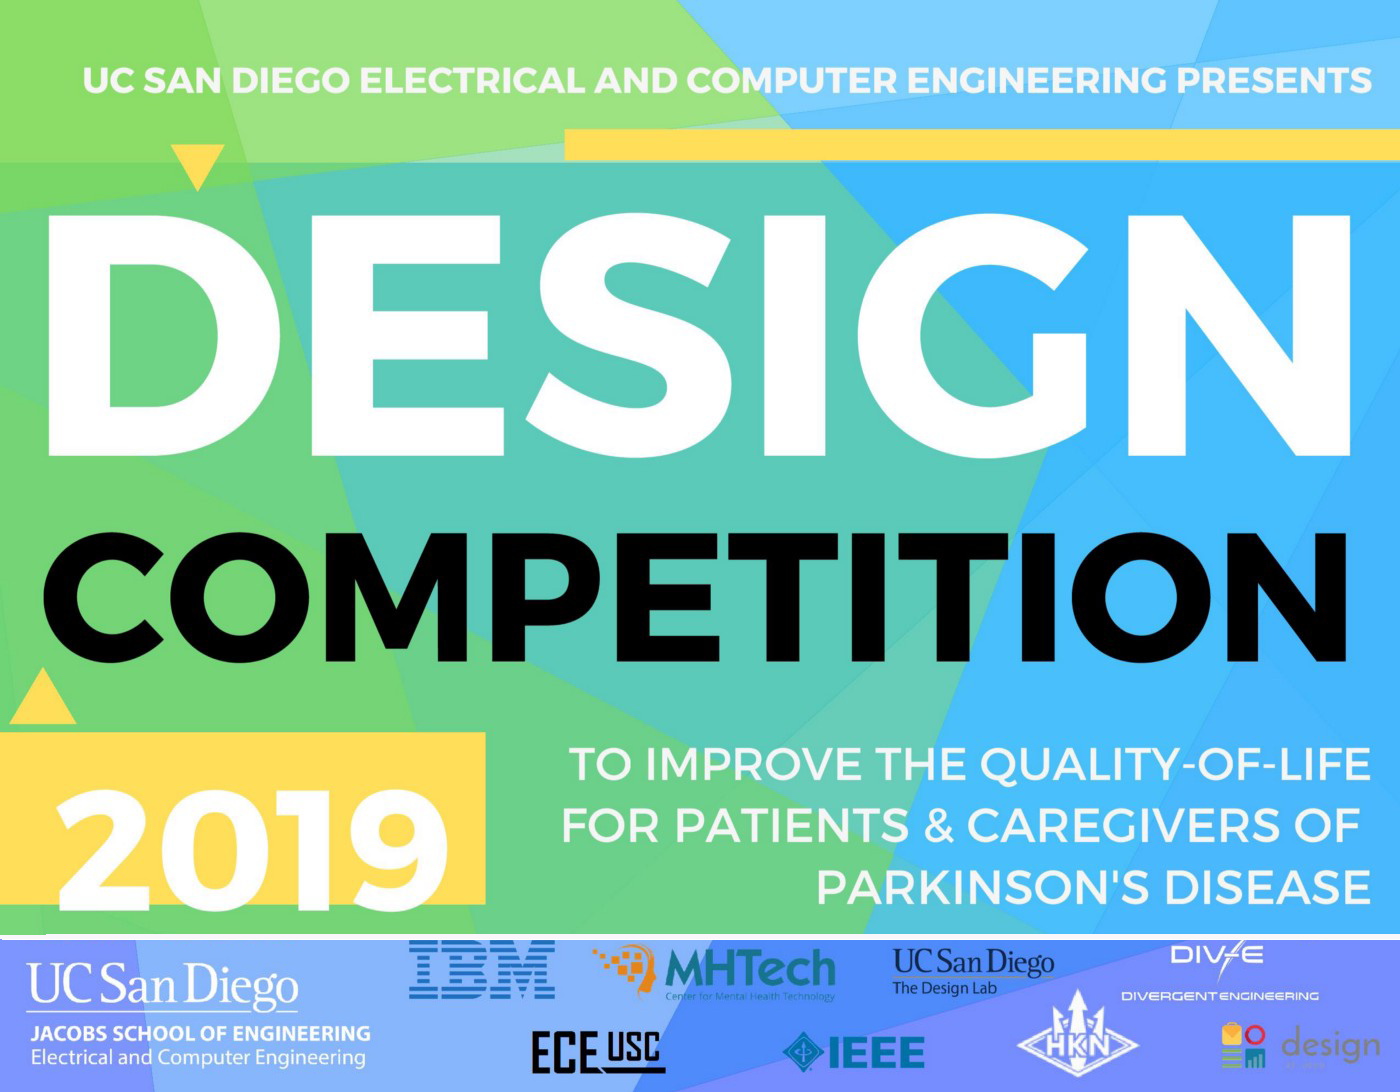 UC SAN DIEGO ELECTRICAL AND COMPUTER ENGINEERING PRESENTS
DESIGN
COMPETITION
2019
TO IMPROVE THE QUALITY-OF-LIFE
FOR PATIENTS & CAREGIVERS OF
PARKINSON'S DISEASE
UC San Diego
JACOBS SCHOOL OF ENGINEERING
Electrical and Computer Engineering
IBM
MHTech
Center for Mental Health Technology
UC San Diego
The Design Lab
DIV/E
DIVERGENT ENGINEERING
ECE USC
IEEE
HKN
design